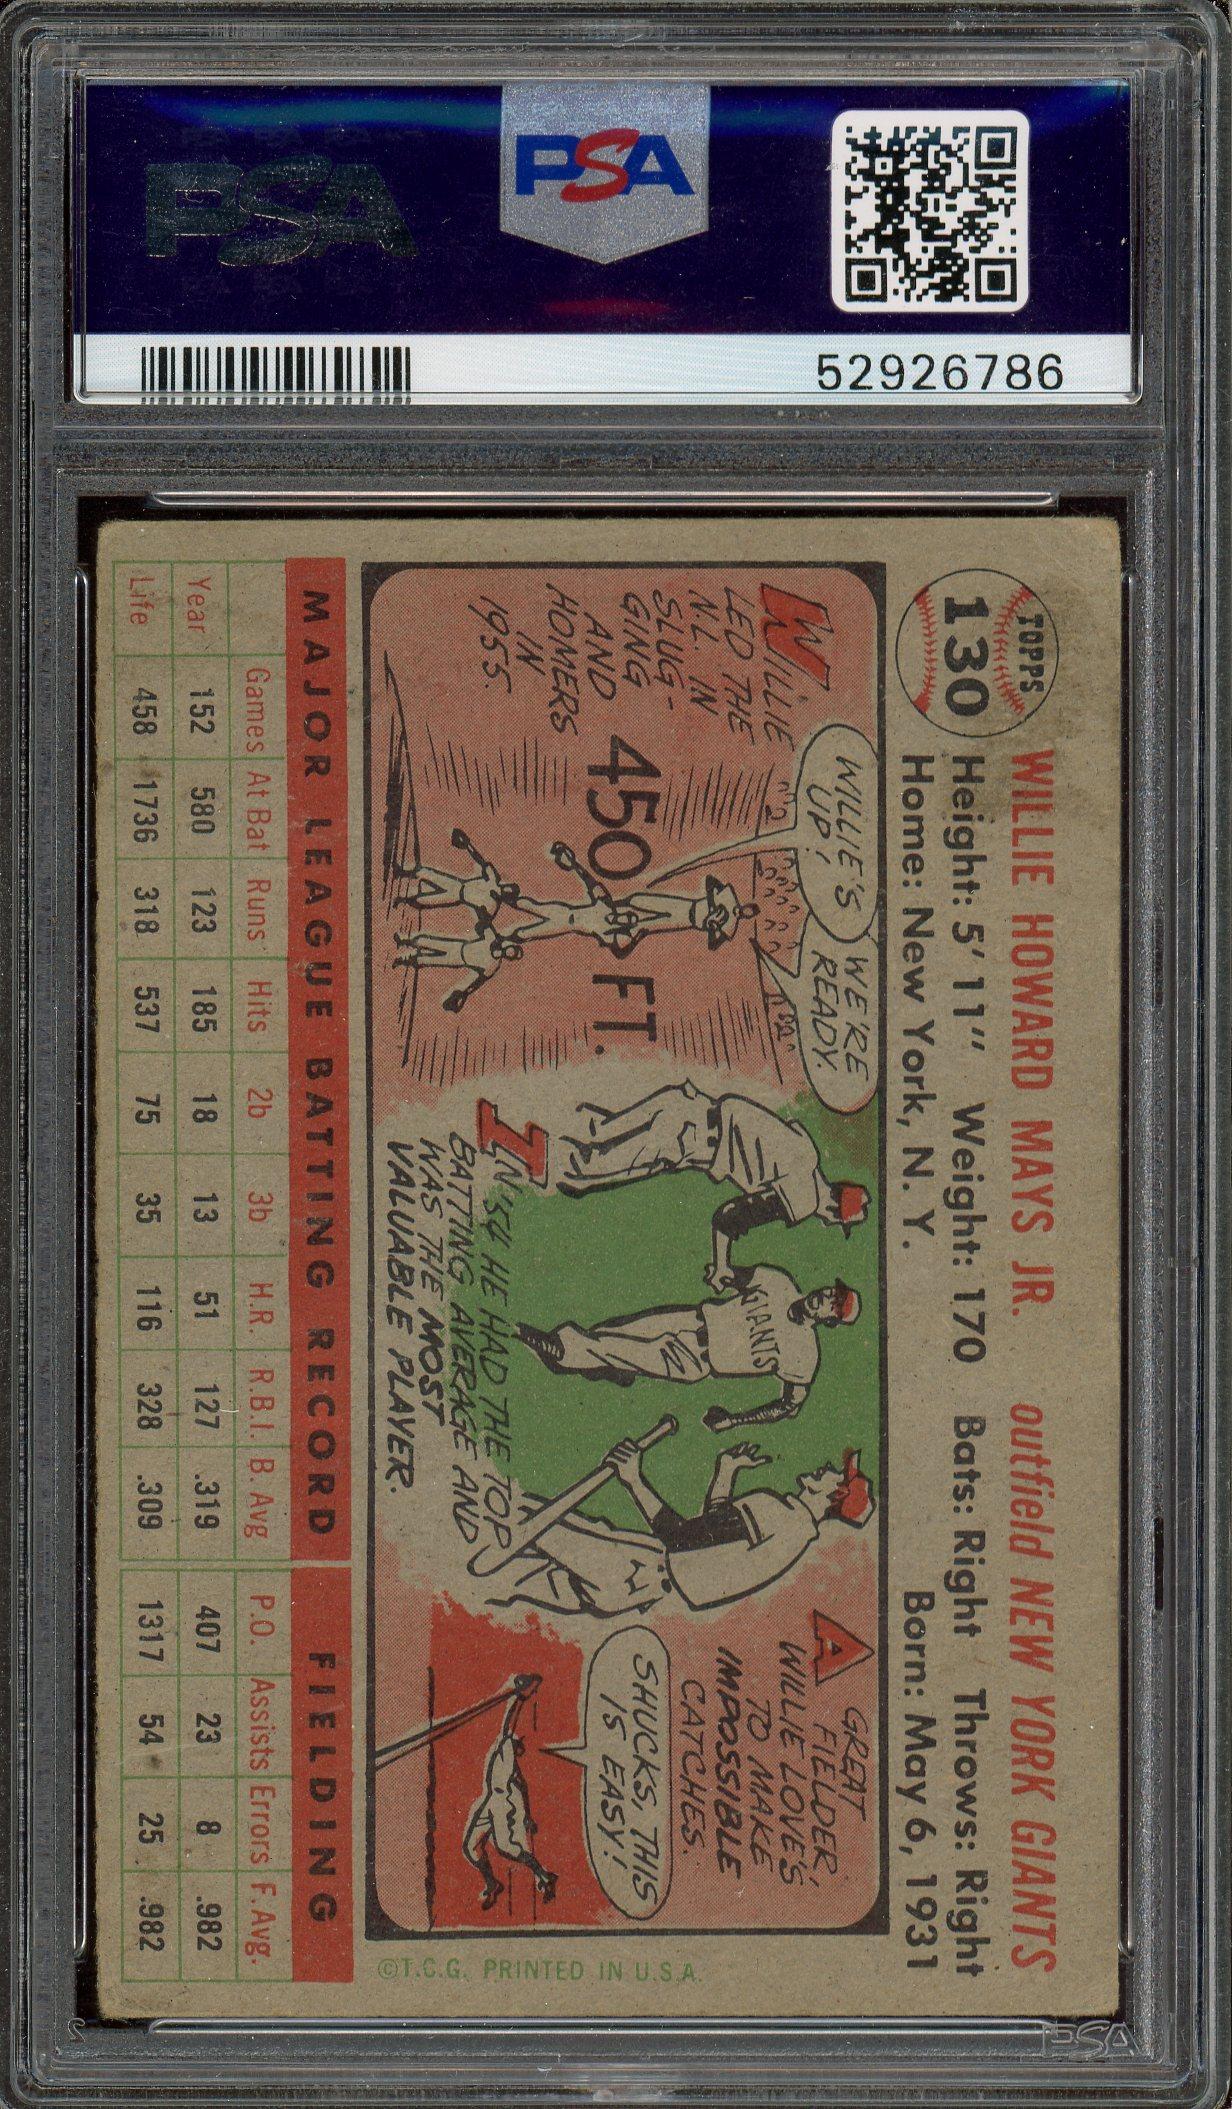 PSA
PSA
52926786
TOPPS
130
WILLIE HOWARD MAYS JR. outfield NEW YORK GIANTS
Height: 5' 11" Weight: 170 Bats: Right Throws: Right
Home: New York, N. Y. Born: May 6, 1931
WILLIE
LED THE
N.L. IN
SLUG-
GING
AND
HOMERS
IN
1955.
WILLIE'S
UP!
WE'RE
READY.
450 FT.
GIANTS
IN '54 HE HAD THE TOP
BATTING AVERAGE AND
WAS THE MOST
VALUABLE PLAYER.
A GREAT
FIELDER,
WILLIE LOVE'S
TO MAKE
IMPOSSIBLE
CATCHES.
SHUCKS, THIS
IS EASY!
©T.C.G. PRINTED IN U.S.A.
MAJOR LEAGUE BATTING RECORD FIELDING
Games At Bat Runs Hits 2b 3b H.R. R.B.I. B. Avg P.O. Assists Errors F. Avg.
Year 152 580 123 185 18 13 51 127 .319 407 23 8 .982
Life 458 1736 318 537 75 35 116 328 .309 1317 54 25 .982
PSA